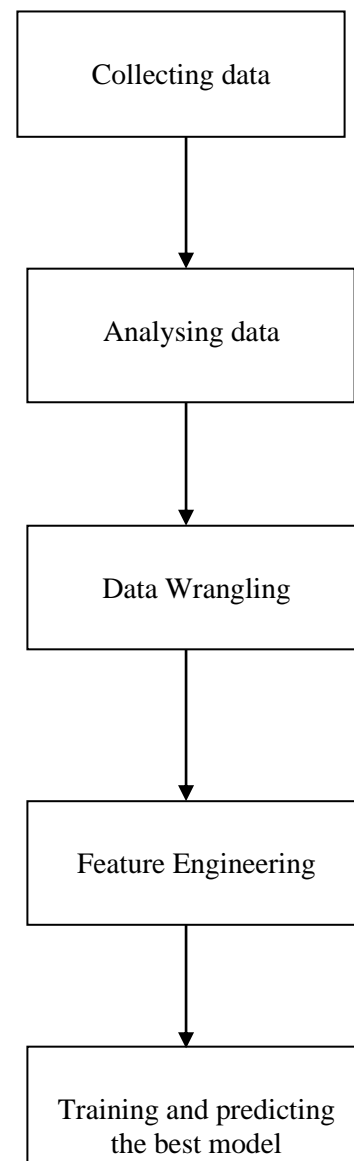 Collecting data
Analysing data
Data Wrangling
Feature Engineering
Training and predicting
the best model